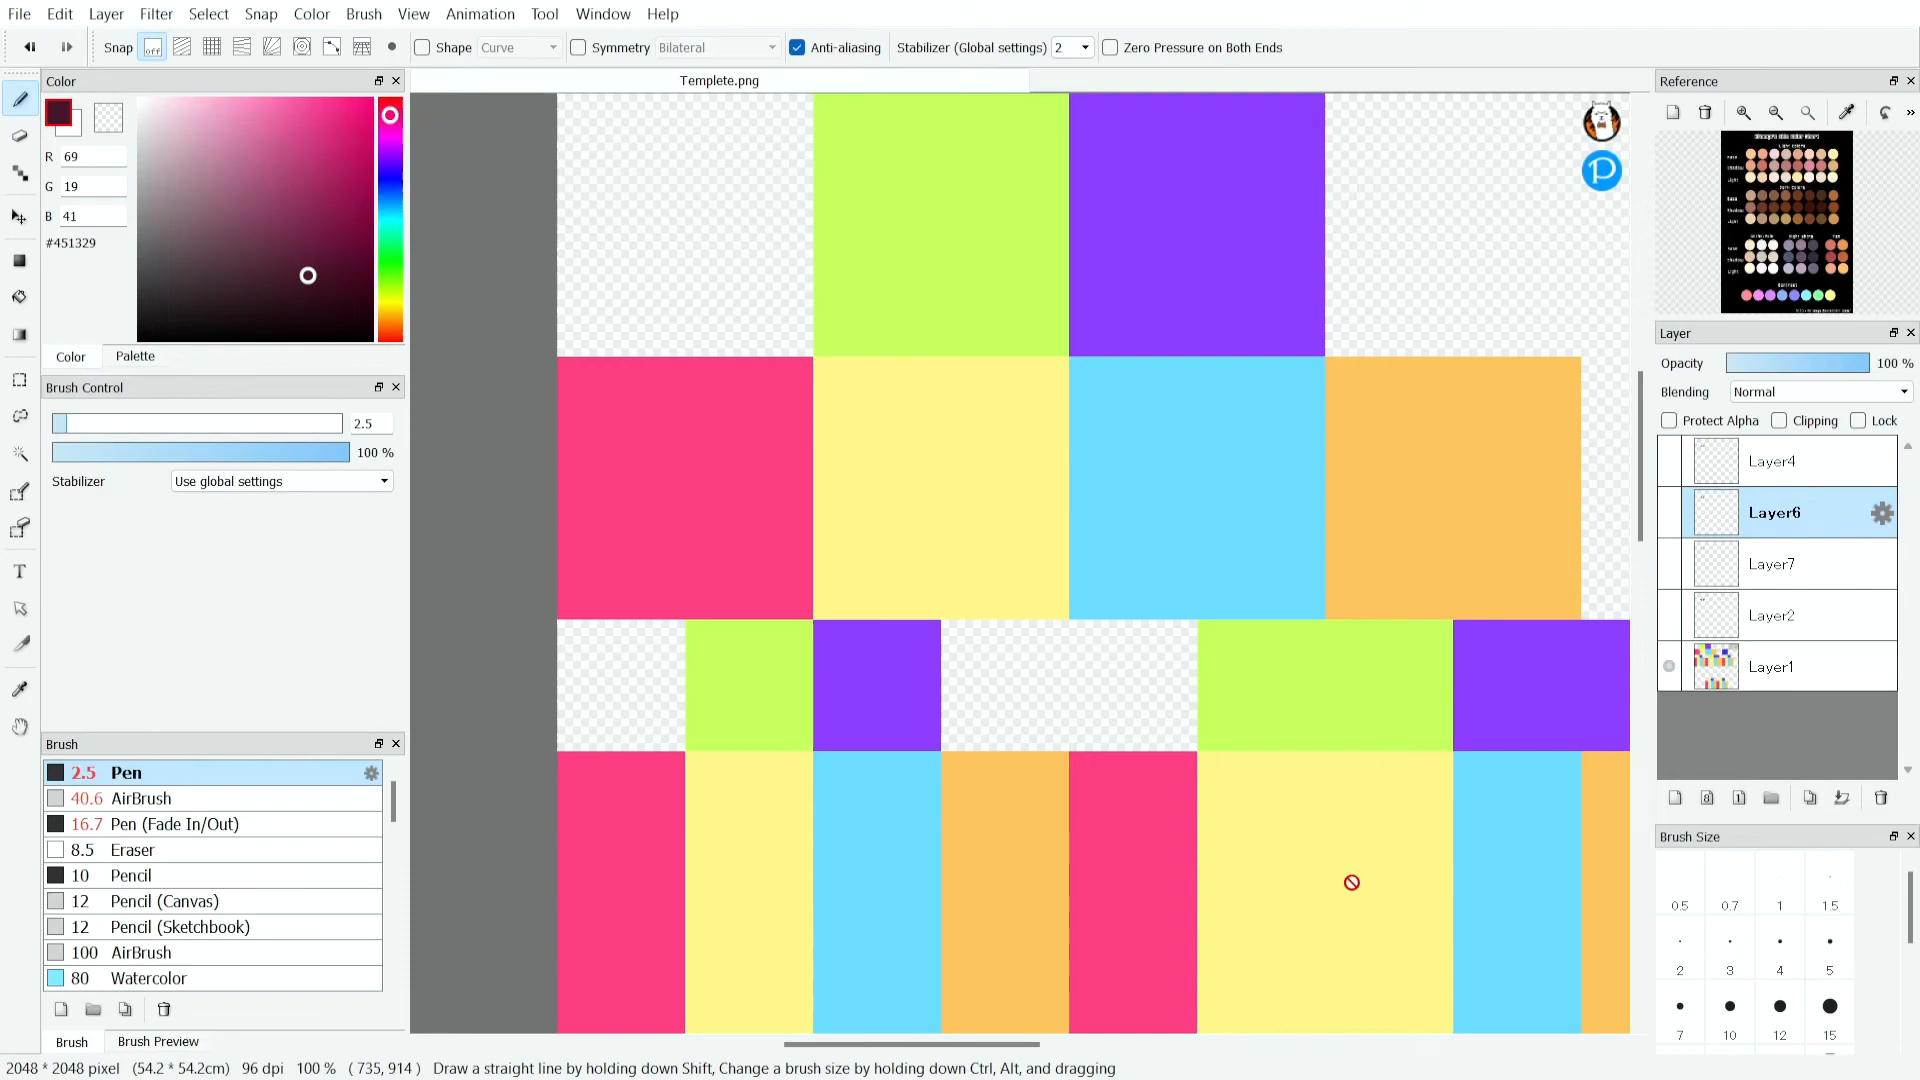 File Edit Layer Filter Select Snap Color Brush View Animation Tool Window Help
Snap off Shape Curve Symmetry Bilateral Anti-aliasing Stabilizer (Global settings) 2 Zero Pressure on Both Ends
Color
R 69
G 19
B 41
#451329
Color Palette
Brush Control
2.5
100 %
Stabilizer Use global settings
Brush
2.5 Pen
40.6 AirBrush
16.7 Pen (Fade In/Out)
8.5 Eraser
10 Pencil
12 Pencil (Canvas)
12 Pencil (Sketchbook)
100 AirBrush
80 Watercolor
Brush Brush Preview
Templete.png
Reference
Light Colors
Layer
Opacity 100 %
Blending Normal
Protect Alpha Clipping Lock
Layer4
Layer6
Layer7
Layer2
Layer1
Brush Size
0.5 0.7 1 1.5
2 3 4 5
7 10 12 15
2048 * 2048 pixel (54.2 * 54.2cm) 96 dpi 100 % ( 735, 914 ) Draw a straight line by holding down Shift, Change a brush size by holding down Ctrl, Alt, and dragging